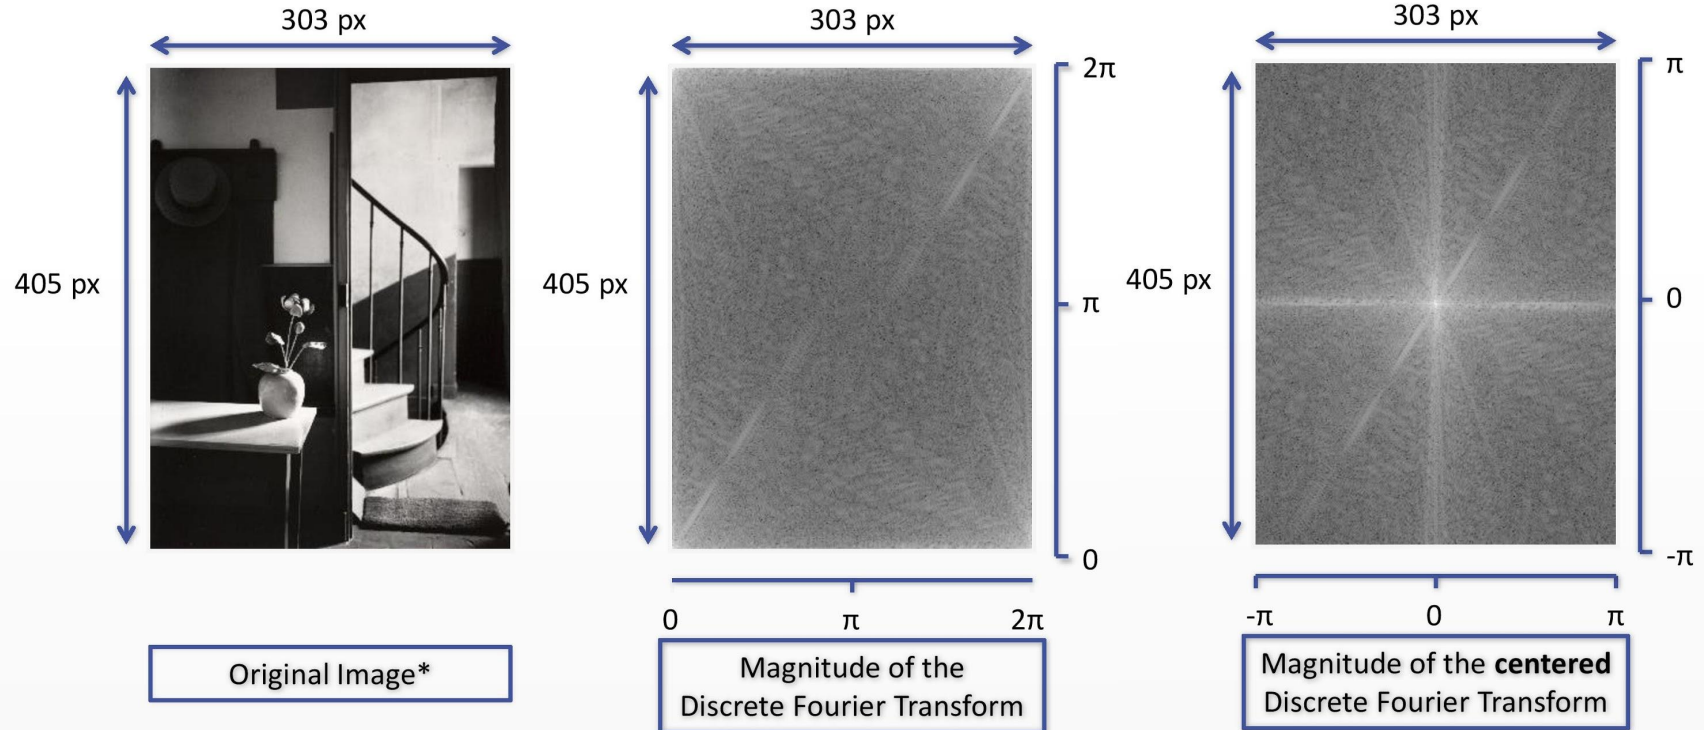 303 px
405 px
Original Image*
303 px
405 px
2π
π
0
0
π
2π
Magnitude of the
Discrete Fourier Transform
303 px
405 px
π
0
-π
-π
0
π
Magnitude of the centered
Discrete Fourier Transform